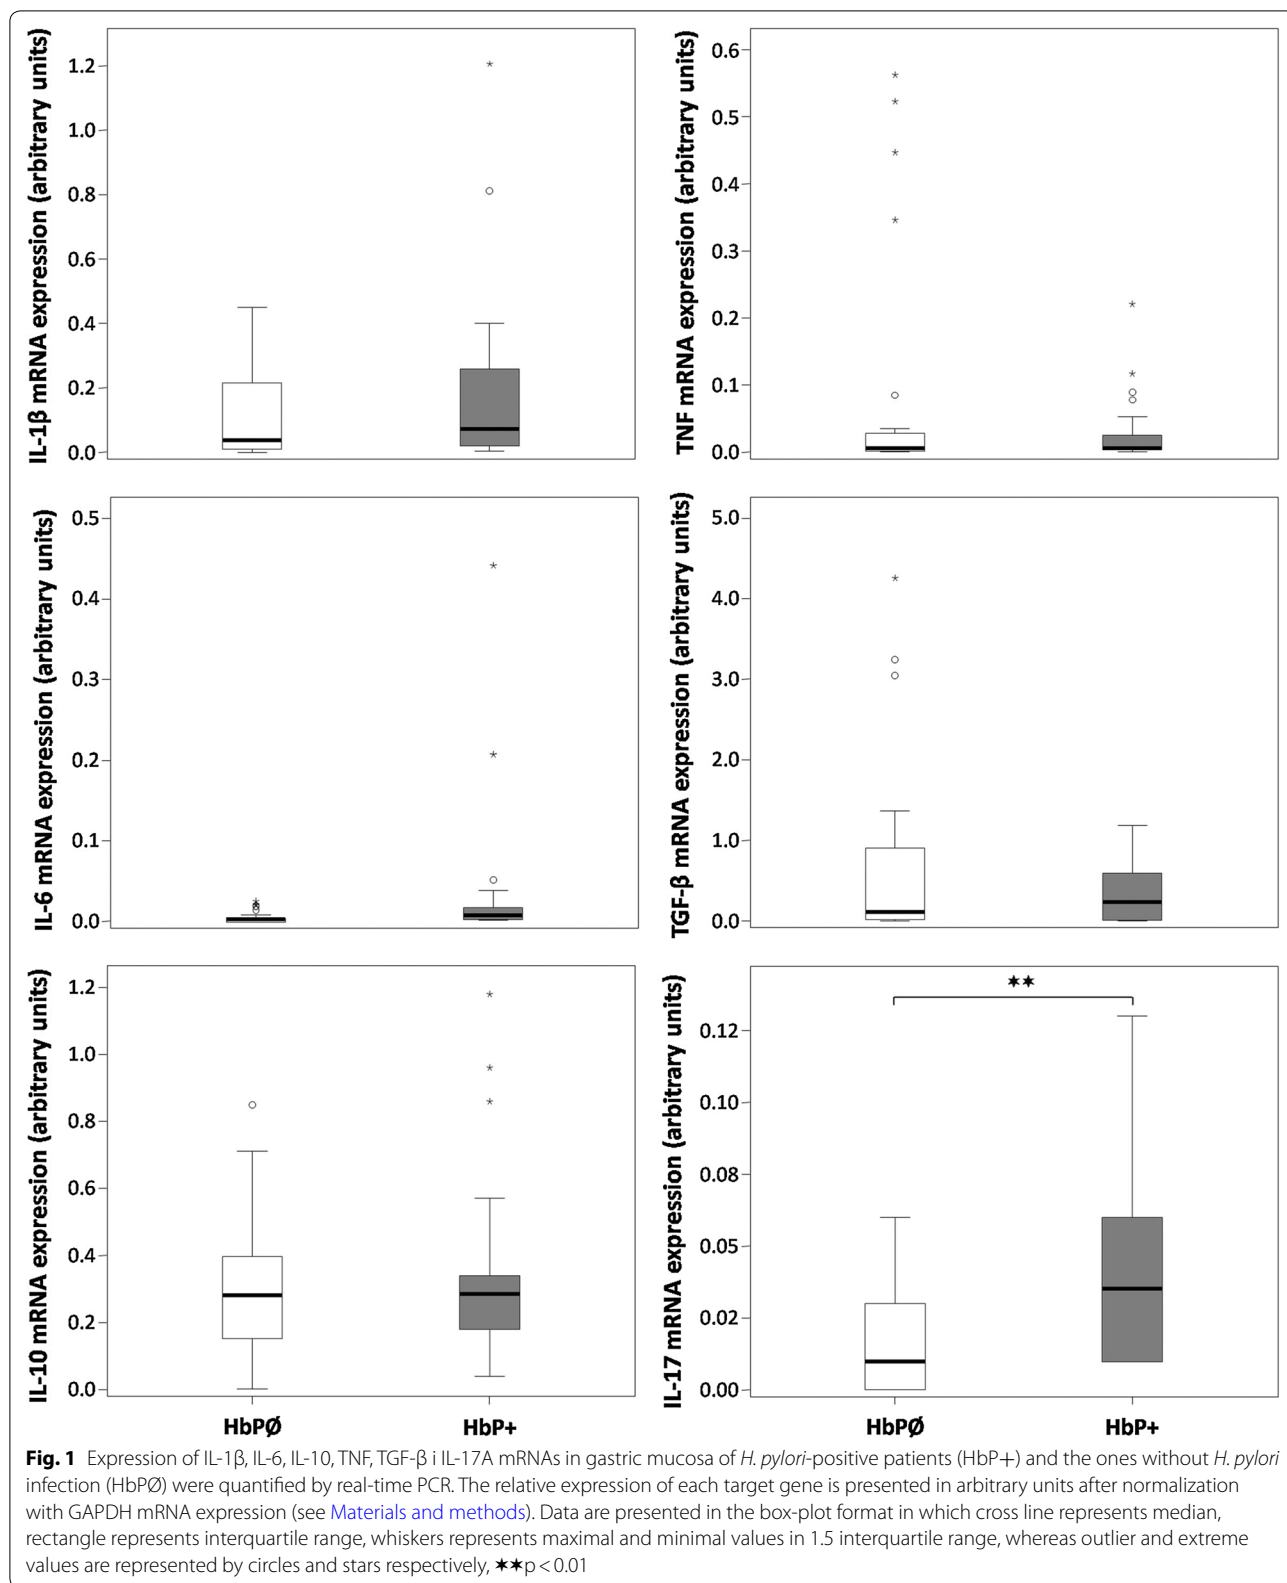 IL-1β mRNA expression (arbitrary units)
1.2
1.0
0.8
0.6
0.4
0.2
0.0
TNF mRNA expression (arbitrary units)
0.6
0.5
0.4
0.3
0.2
0.1
0.0
IL-6 mRNA expression (arbitrary units)
0.5
0.4
0.3
0.2
0.1
0.0
TGF-β mRNA expression (arbitrary units)
5.0
4.0
3.0
2.0
1.0
0.0
IL-10 mRNA expression (arbitrary units)
1.2
1.0
0.8
0.6
0.4
0.2
0.0
HbPØ
HbP+
IL-17 mRNA expression (arbitrary units)
★★
0.12
0.10
0.08
0.05
0.02
0.00
HbPØ
HbP+
Fig. 1 Expression of IL-1β, IL-6, IL-10, TNF, TGF-β i IL-17A mRNAs in gastric mucosa of H. pylori-positive patients (HbP+) and the ones without H. pylori
infection (HbPØ) were quantified by real-time PCR. The relative expression of each target gene is presented in arbitrary units after normalization
with GAPDH mRNA expression (see Materials and methods). Data are presented in the box-plot format in which cross line represents median,
rectangle represents interquartile range, whiskers represents maximal and minimal values in 1.5 interquartile range, whereas outlier and extreme
values are represented by circles and stars respectively, ★★p < 0.01